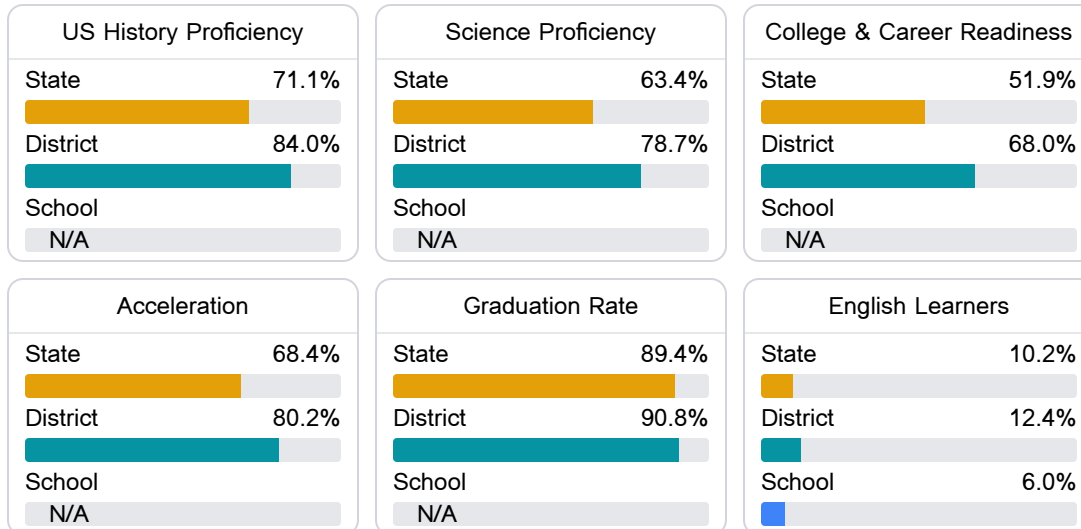 US History Proficiency
State 71.1%
District 84.0%
School
N/A
Science Proficiency
State 63.4%
District 78.7%
School
N/A
College & Career Readiness
State 51.9%
District 68.0%
School
N/A
Acceleration
State 68.4%
District 80.2%
School
N/A
Graduation Rate
State 89.4%
District 90.8%
School
N/A
English Learners
State 10.2%
District 12.4%
School 6.0%